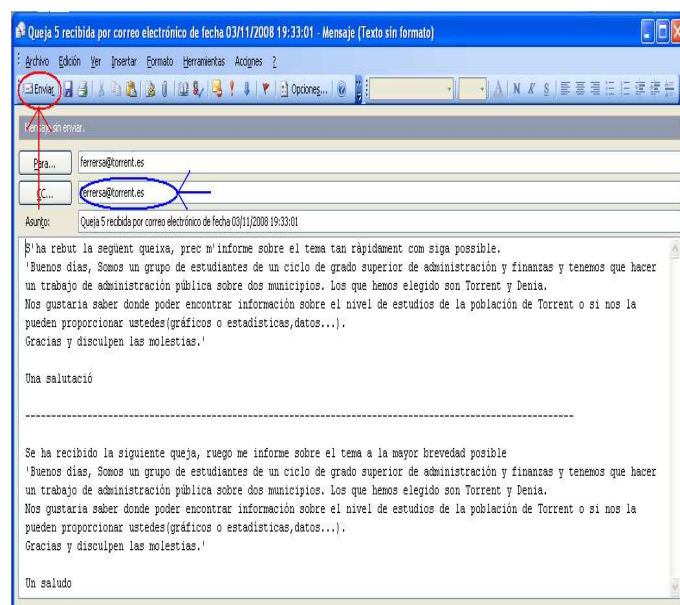 Queja 5 recibida por correo electrónico de fecha 03/11/2008 19:33:01 - Mensaje (Texto sin formato)
Archivo Edición Ver Insertar Formato Herramientas Acciones ?
Enviar Opciones... A N K S
Mensaje sin enviar.
Para... ferrersa@torrent.es
CC... ferrersa@torrent.es
Asunto: Queja 5 recibida por correo electrónico de fecha 03/11/2008 19:33:01
S'ha rebut la següent queixa, prec m'informe sobre el tema tan ràpidament com siga possible.
'Buenos días, Somos un grupo de estudiantes de un ciclo de grado superior de administración y finanzas y tenemos que hacer
un trabajo de administración pública sobre dos municipios. Los que hemos elegido son Torrent y Denia.
Nos gustaria saber donde poder encontrar información sobre el nivel de estudios de la población de Torrent o si nos la
pueden proporcionar ustedes(gráficos o estadísticas,datos...).
Gracias y disculpen las molestias.'
Una salutació
-----------------------------------------------------------------------------------------------------------
Se ha recibido la siguiente queja, ruego me informe sobre el tema a la mayor brevedad posible
'Buenos días, Somos un grupo de estudiantes de un ciclo de grado superior de administración y finanzas y tenemos que hacer
un trabajo de administración pública sobre dos municipios. Los que hemos elegido son Torrent y Denia.
Nos gustaria saber donde poder encontrar información sobre el nivel de estudios de la población de Torrent o si nos la
pueden proporcionar ustedes(gráficos o estadísticas,datos...).
Gracias y disculpen las molestias.'
Un saludo